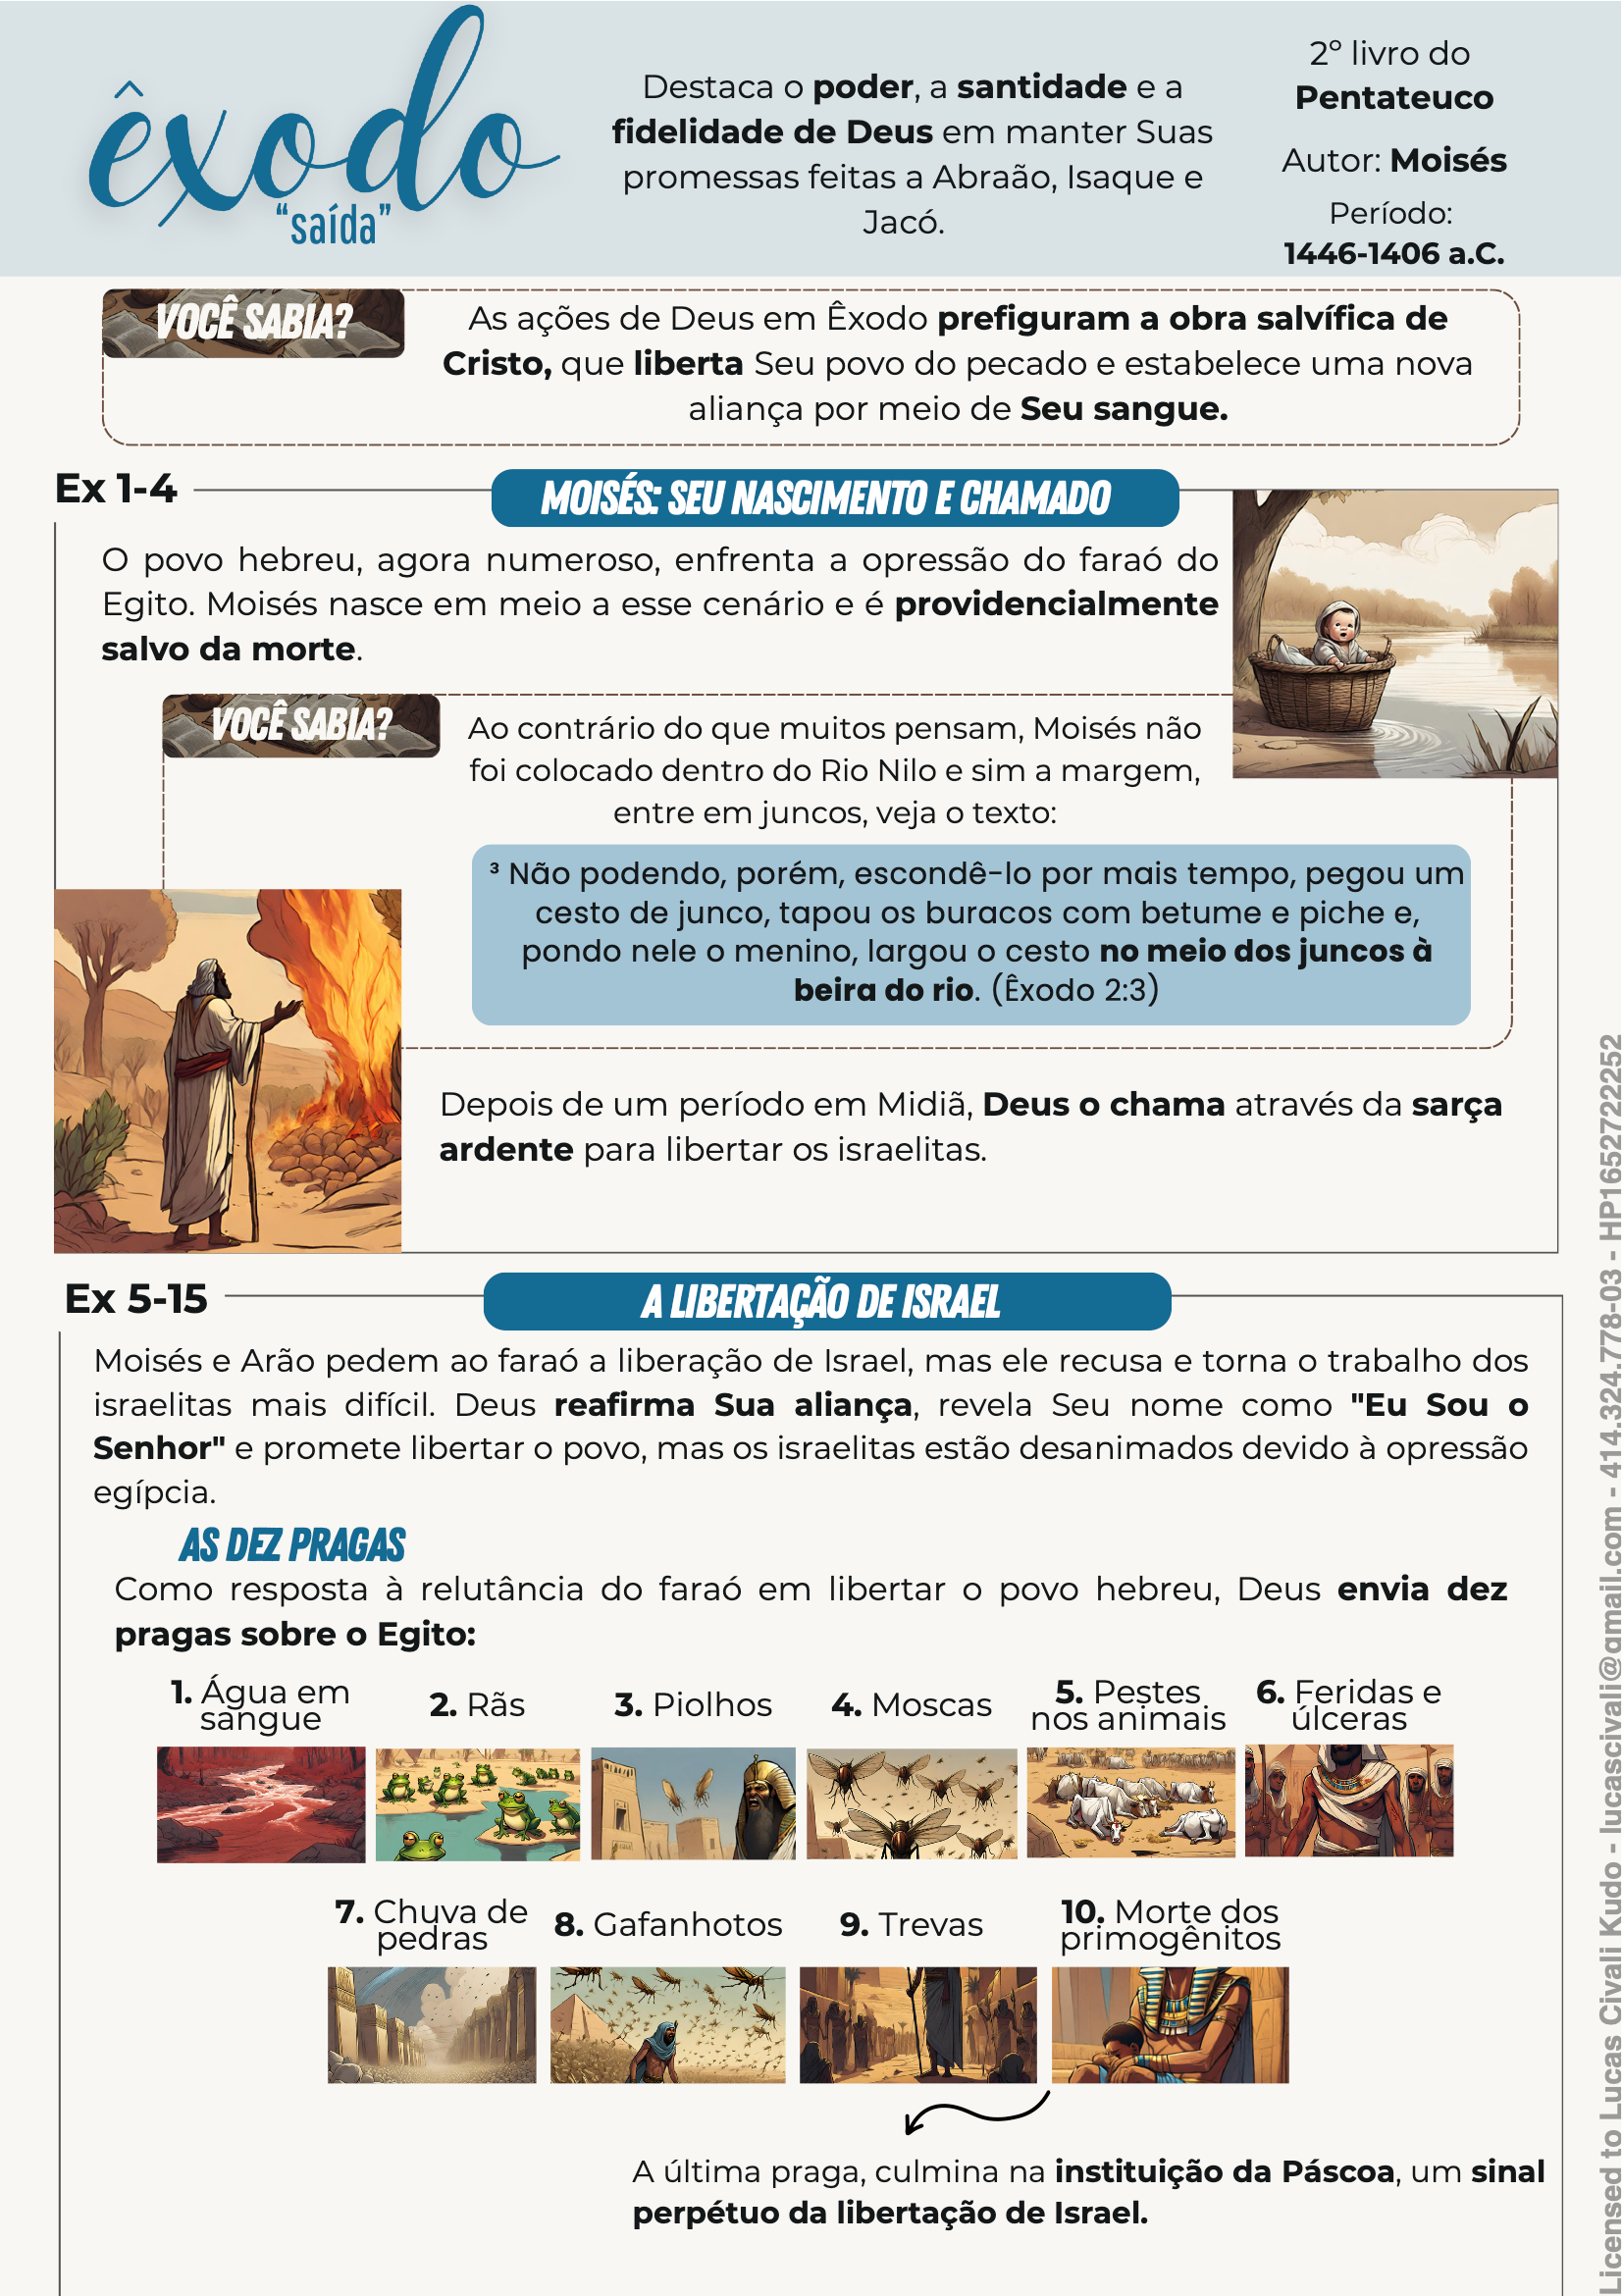 êxodo
“saída”
Destaca o poder, a santidade e a
fidelidade de Deus em manter Suas
promessas feitas a Abraão, Isaque e
Jacó.
2º livro do
Pentateuco
Autor: Moisés
Período:
1446-1406 a.C.
VOCÊ SABIA?
As ações de Deus em Êxodo prefiguram a obra salvífica de
Cristo, que liberta Seu povo do pecado e estabelece uma nova
aliança por meio de Seu sangue.
Ex 1-4
MOISÉS: SEU NASCIMENTO E CHAMADO
O povo hebreu, agora numeroso, enfrenta a opressão do faraó do
Egito. Moisés nasce em meio a esse cenário e é providencialmente
salvo da morte.
VOCÊ SABIA?
Ao contrário do que muitos pensam, Moisés não
foi colocado dentro do Rio Nilo e sim a margem,
entre em juncos, veja o texto:
³ Não podendo, porém, escondê-lo por mais tempo, pegou um
cesto de junco, tapou os buracos com betume e piche e,
pondo nele o menino, largou o cesto no meio dos juncos à
beira do rio. (Êxodo 2:3)
Depois de um período em Midiã, Deus o chama através da sarça
ardente para libertar os israelitas.
Ex 5-15
A LIBERTAÇÃO DE ISRAEL
Moisés e Arão pedem ao faraó a liberação de Israel, mas ele recusa e torna o trabalho dos
israelitas mais difícil. Deus reafirma Sua aliança, revela Seu nome como "Eu Sou o
Senhor" e promete libertar o povo, mas os israelitas estão desanimados devido à opressão
egípcia.
AS DEZ PRAGAS
Como resposta à relutância do faraó em libertar o povo hebreu, Deus envia dez
pragas sobre o Egito:
1. Água em
sangue
2. Rãs
3. Piolhos
4. Moscas
5. Pestes
nos animais
6. Feridas e
úlceras
7. Chuva de
pedras
8. Gafanhotos
9. Trevas
10. Morte dos
primogênitos
A última praga, culmina na instituição da Páscoa, um sinal
perpétuo da libertação de Israel.
Licensed to Lucas Civali Kudo - lucascivali@gmail.com - 414.324.778-03 - HP1652722252